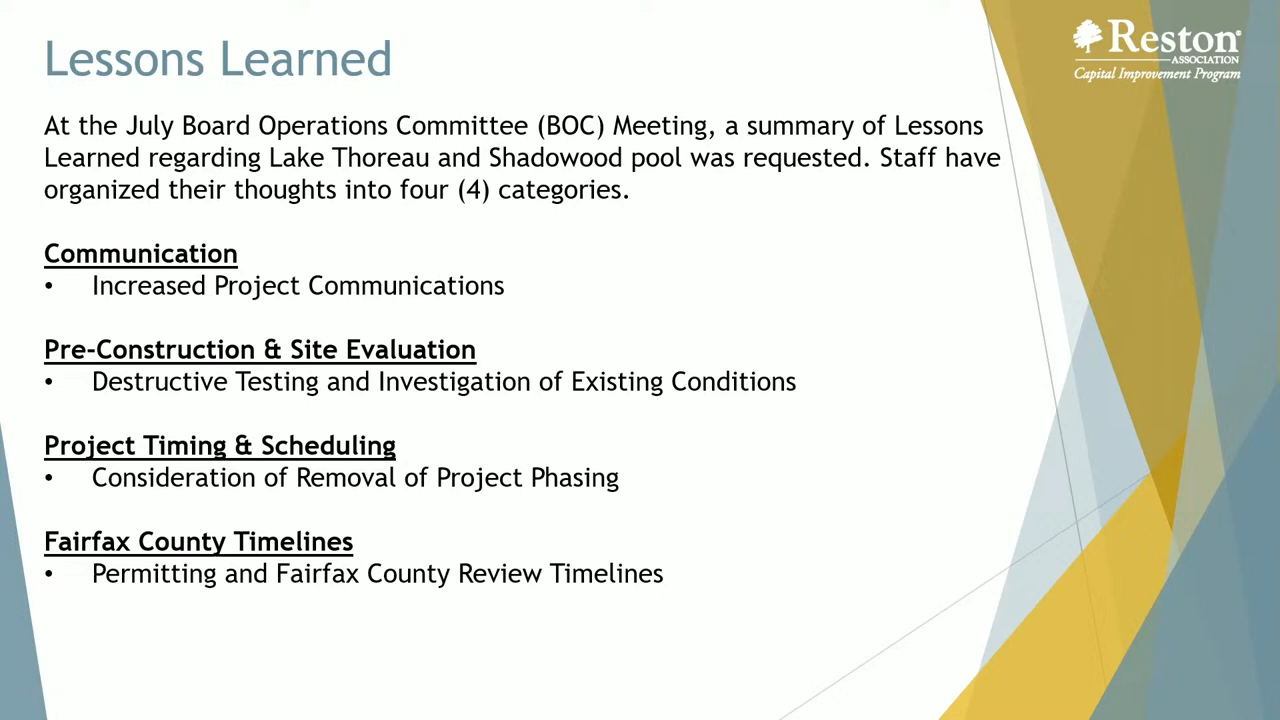 Lessons Learned
Reston®
ASSOCIATION
Capital Improvement Program
At the July Board Operations Committee (BOC) Meeting, a summary of Lessons
Learned regarding Lake Thoreau and Shadowood pool was requested. Staff have
organized their thoughts into four (4) categories.
Communication
• Increased Project Communications
Pre-Construction & Site Evaluation
• Destructive Testing and Investigation of Existing Conditions
Project Timing & Scheduling
• Consideration of Removal of Project Phasing
Fairfax County Timelines
• Permitting and Fairfax County Review Timelines